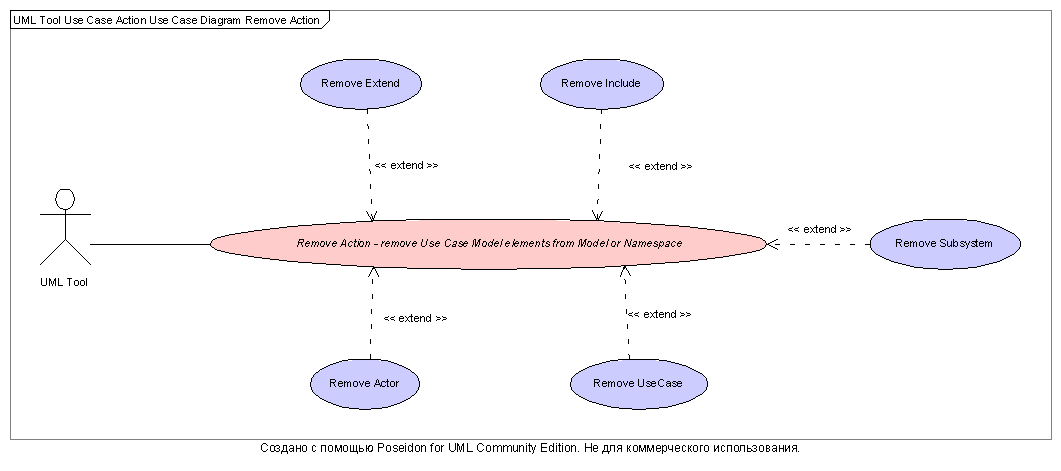 UML Tool Use Case Action Use Case Diagram Remove Action
Remove Extend
Remove Include
<< extend >>
<< extend >>
<< extend >>
Remove Action - remove Use Case Model elements from Model or Namespace
Remove Subsystem
UML Tool
<< extend >>
<< extend >>
Remove Actor
Remove UseCase
Создано с помощью Poseidon for UML Community Edition. Не для коммерческого использования.